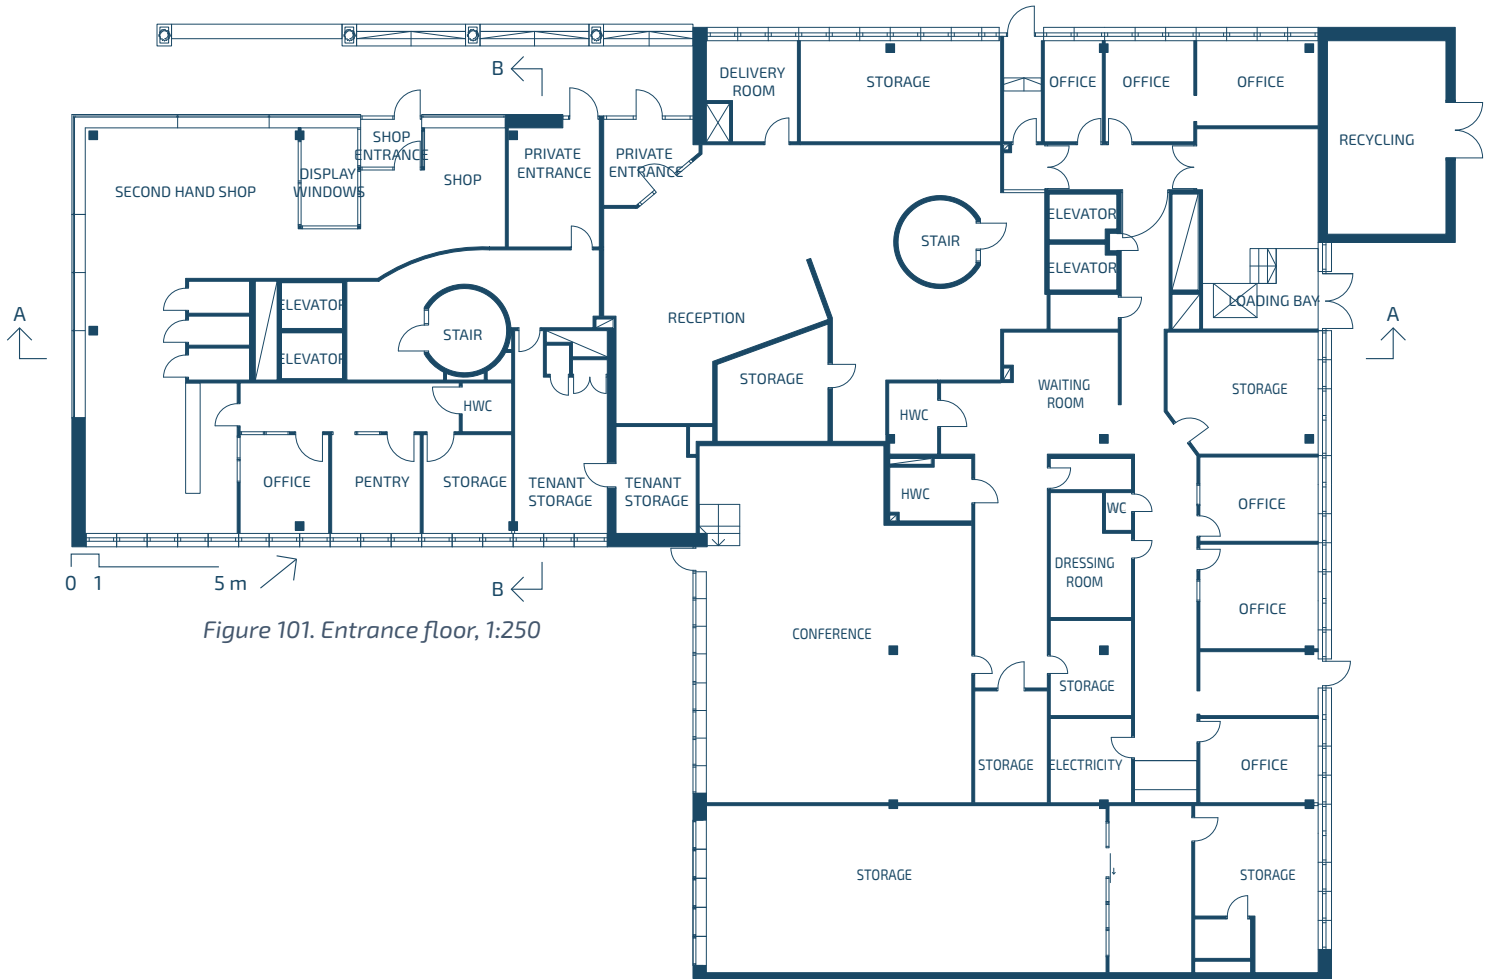 B
DELIVERY
ROOM
STORAGE
OFFICE
OFFICE
OFFICE
RECYCLING
SHOP
ENTRANCE
PRIVATE
ENTRANCE
PRIVATE
ENTRANCE
DISPLAY
WINDOWS
SECOND HAND SHOP
SHOP
STAIR
ELEVATOR
ELEVATOR
LOADING BAY
A
ELEVATOR
STAIR
ELEVATOR
RECEPTION
A
STORAGE
WAITING
ROOM
STORAGE
HWC
HWC
OFFICE
PENTRY
STORAGE
TENANT
STORAGE
TENANT
STORAGE
HWC
WC
OFFICE
0 1 5 m
B
DRESSING
ROOM
OFFICE
Figure 101. Entrance floor, 1:250
CONFERENCE
STORAGE
STORAGE
ELECTRICITY
OFFICE
STORAGE
STORAGE